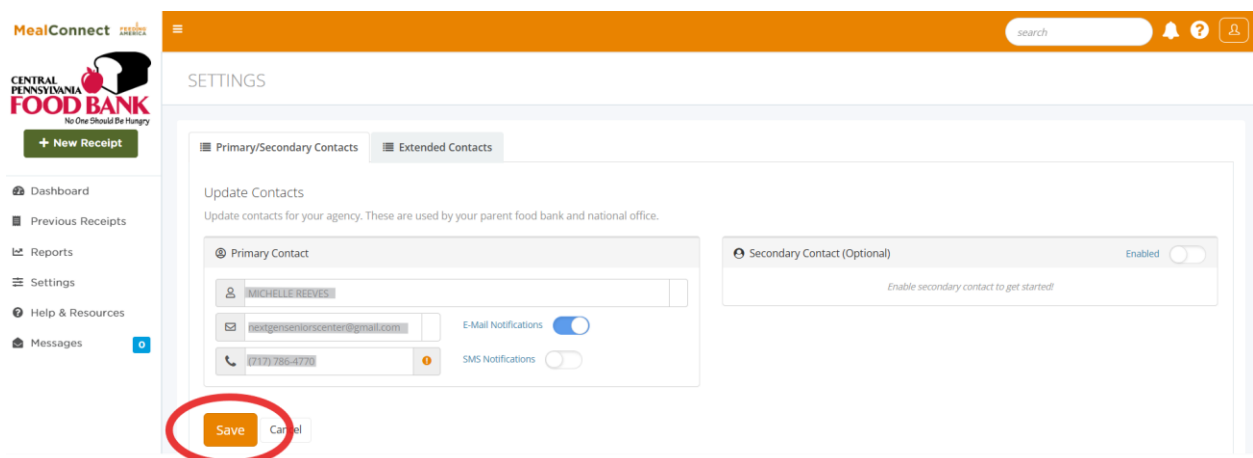 MealConnect FEEDING AMERICA
search
CENTRAL
PENNSYLVANIA
FOOD BANK
No One Should Be Hungry
+ New Receipt
Dashboard
Previous Receipts
Reports
Settings
Help & Resources
Messages 0
SETTINGS
Primary/Secondary Contacts Extended Contacts
Update Contacts
Update contacts for your agency. These are used by your parent food bank and national office.
Primary Contact
MICHELLE REEVES
nextgenseniorscenter@gmail.com E-Mail Notifications
(717) 786-4770 SMS Notifications
Secondary Contact (Optional) Enabled
Enable secondary contact to get started!
Save Cancel